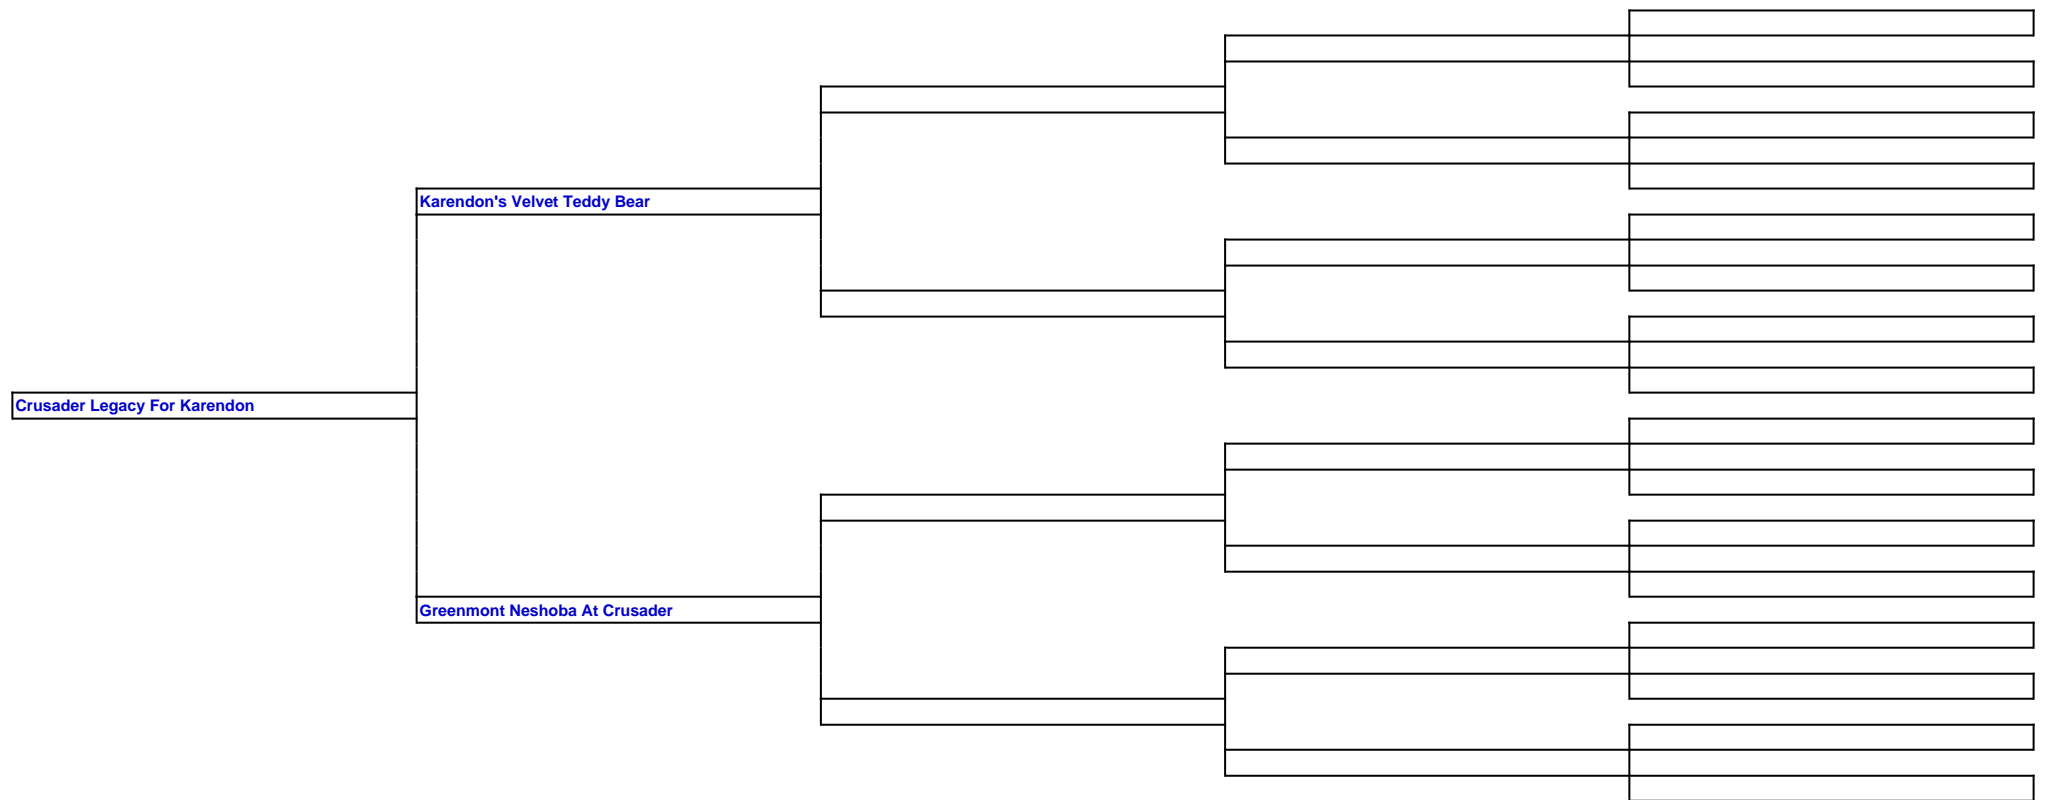 Karendon's Velvet Teddy Bear
Crusader Legacy For Karendon
Greenmont Neshoba At Crusader